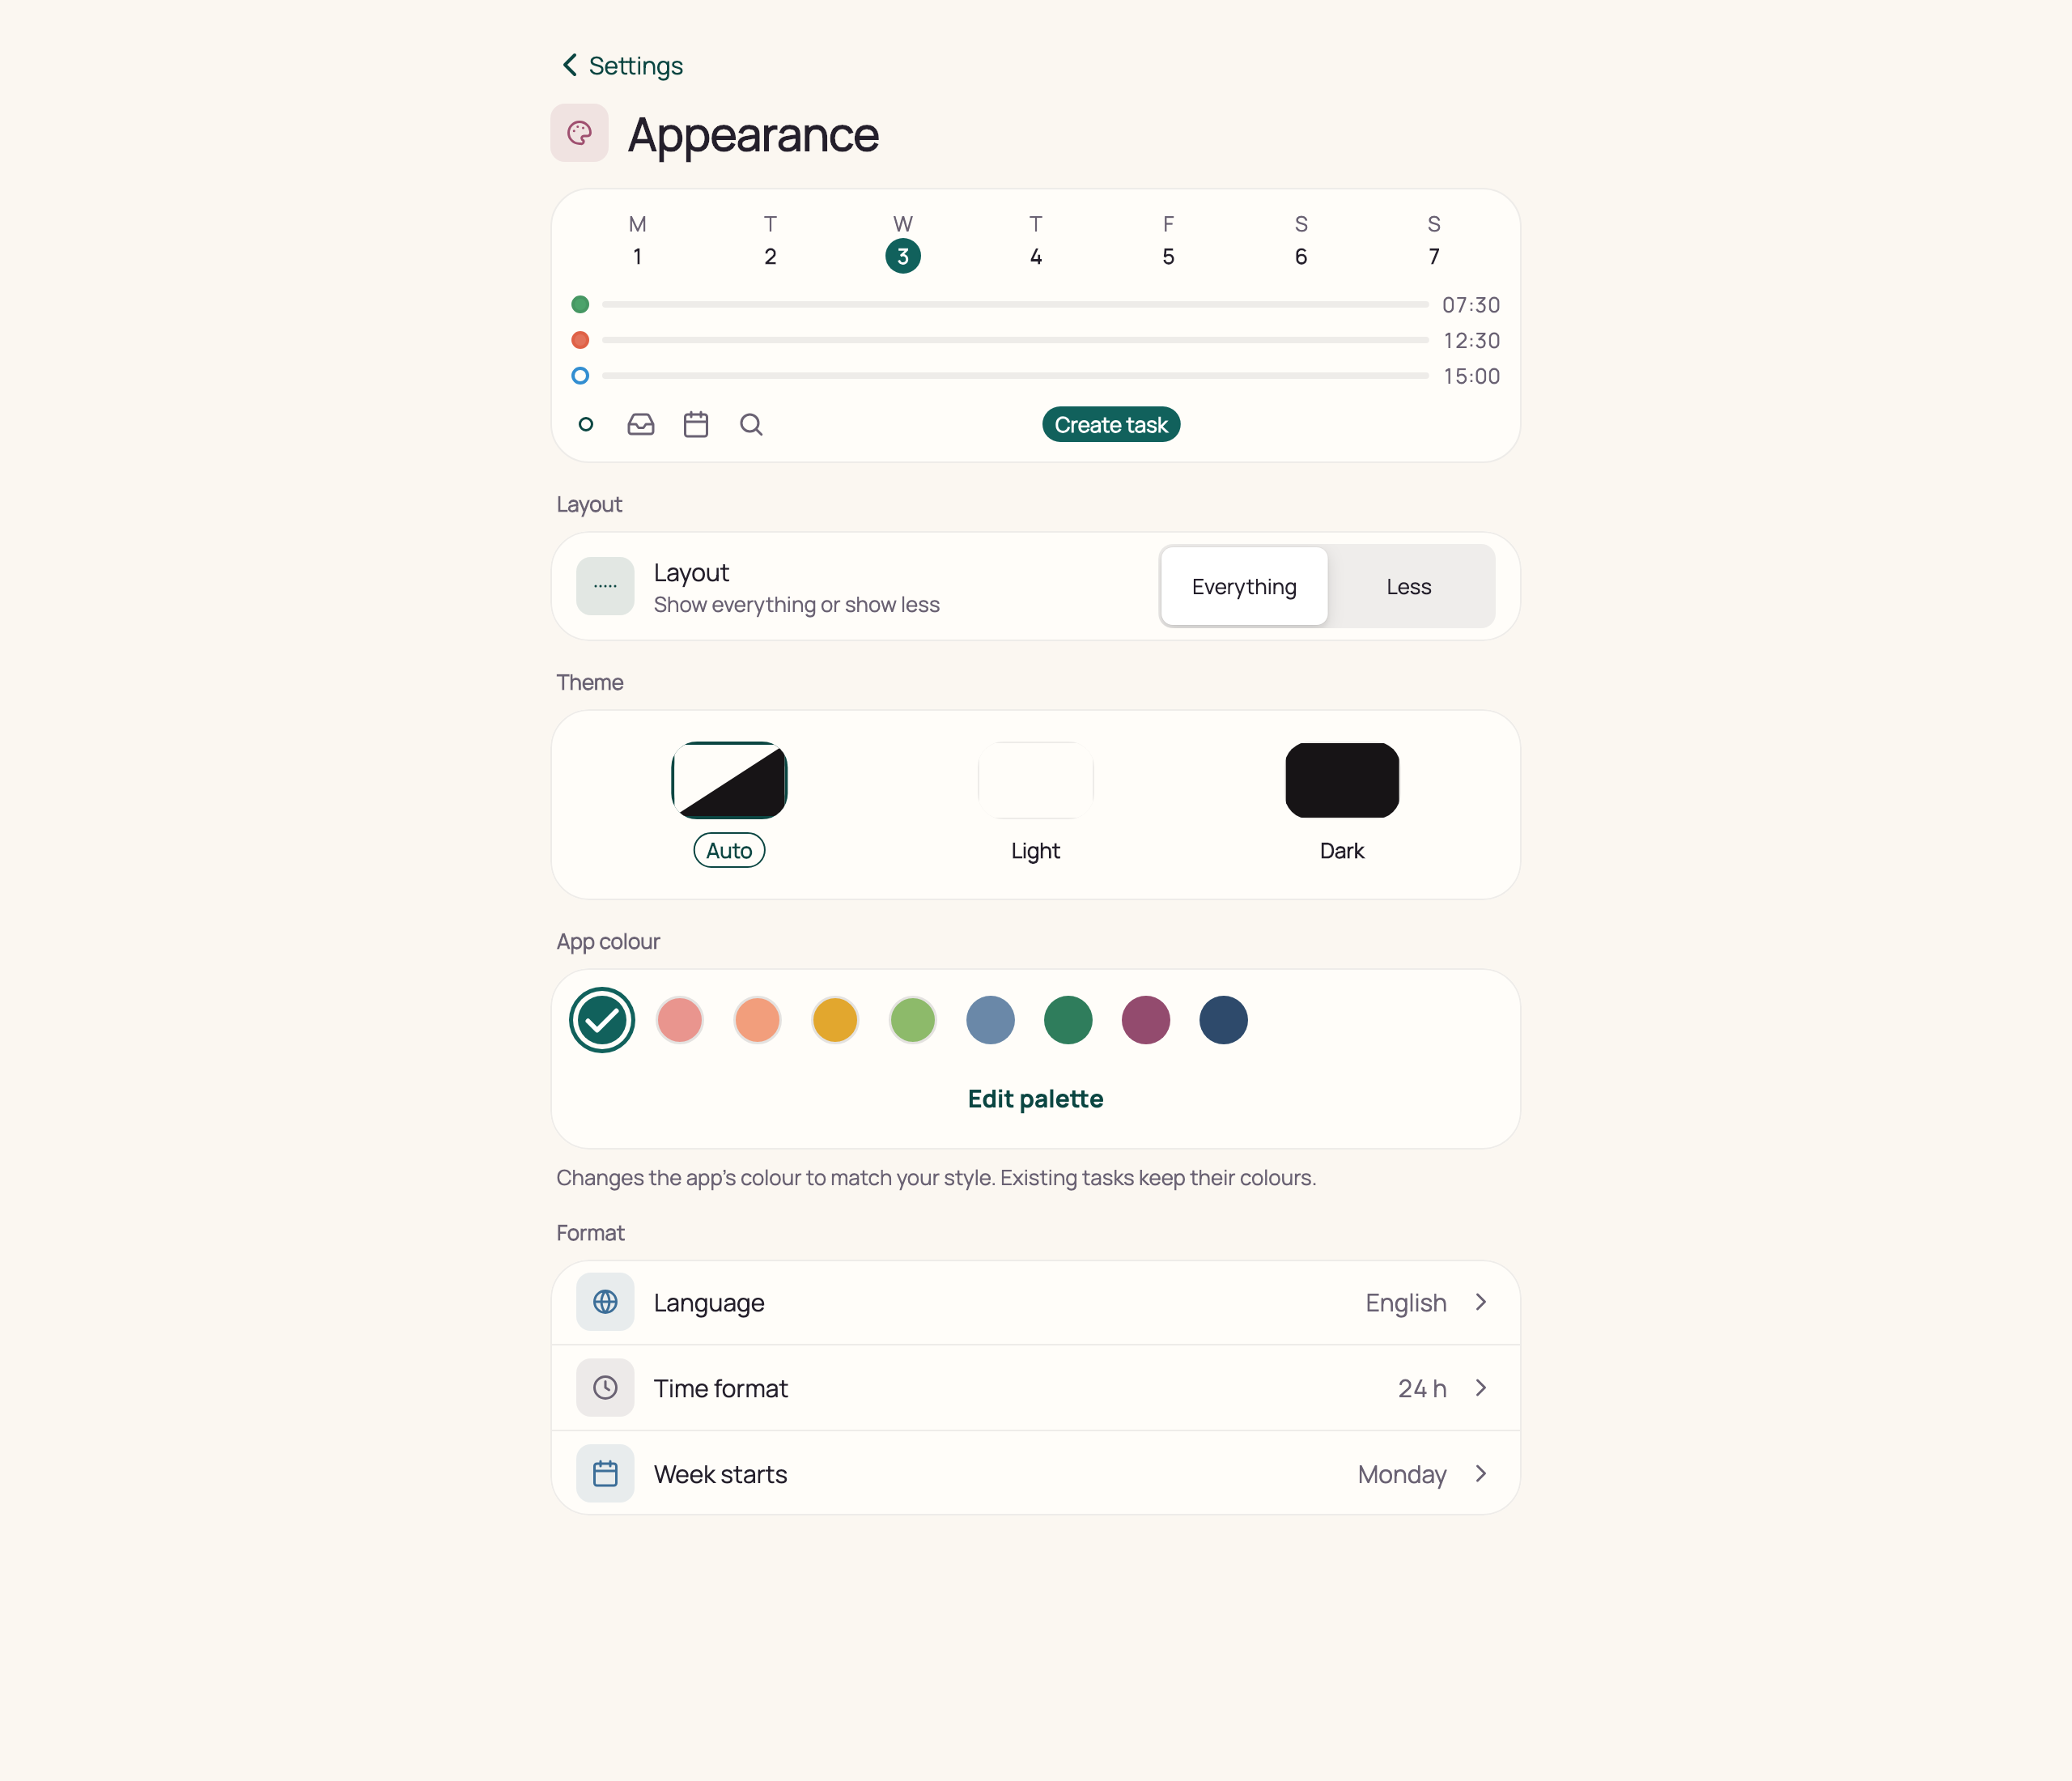 Settings
Appearance
M T W T F S S
1 2 3 4 5 6 7
07:30
12:30
15:00
Create task
Layout
Layout
Show everything or show less
Everything
Less
Theme
Auto
Light
Dark
App colour
Edit palette
Changes the app’s colour to match your style. Existing tasks keep their colours.
Format
Language
English
Time format
24 h
Week starts
Monday